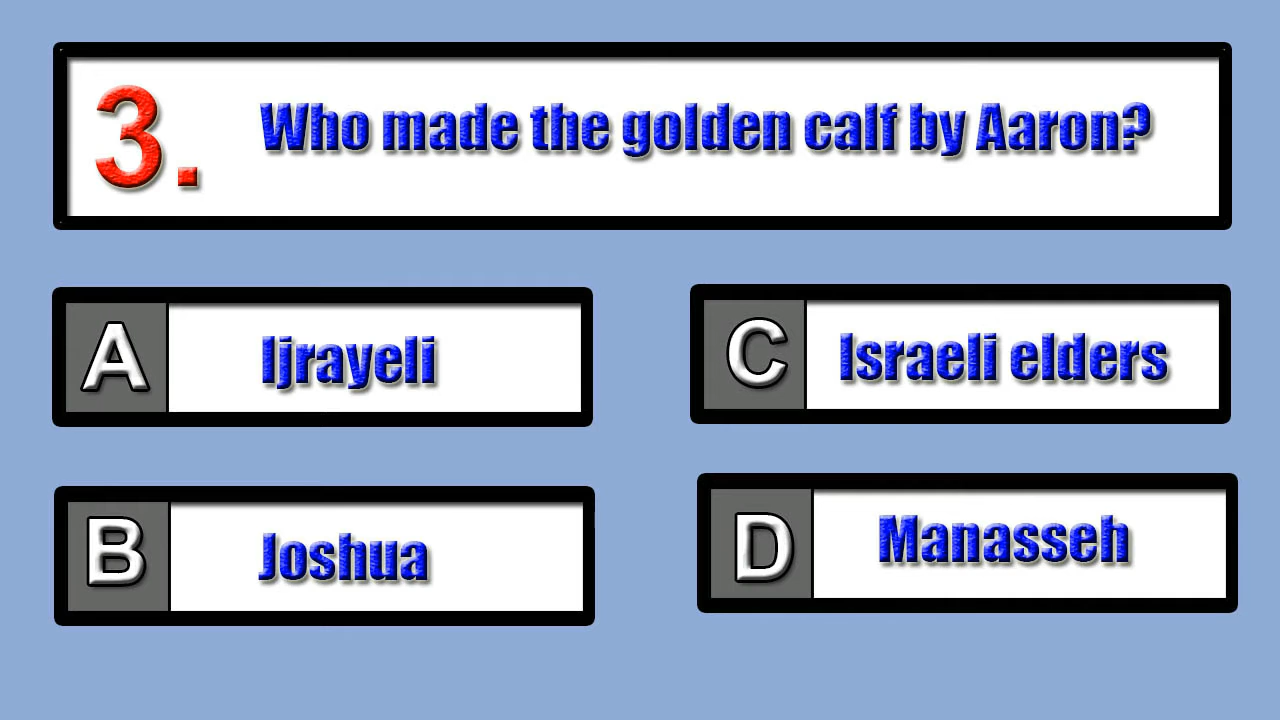 3. Who made the golden calf by Aaron?
A Ijrayeli
C Israeli elders
B Joshua
D Manasseh